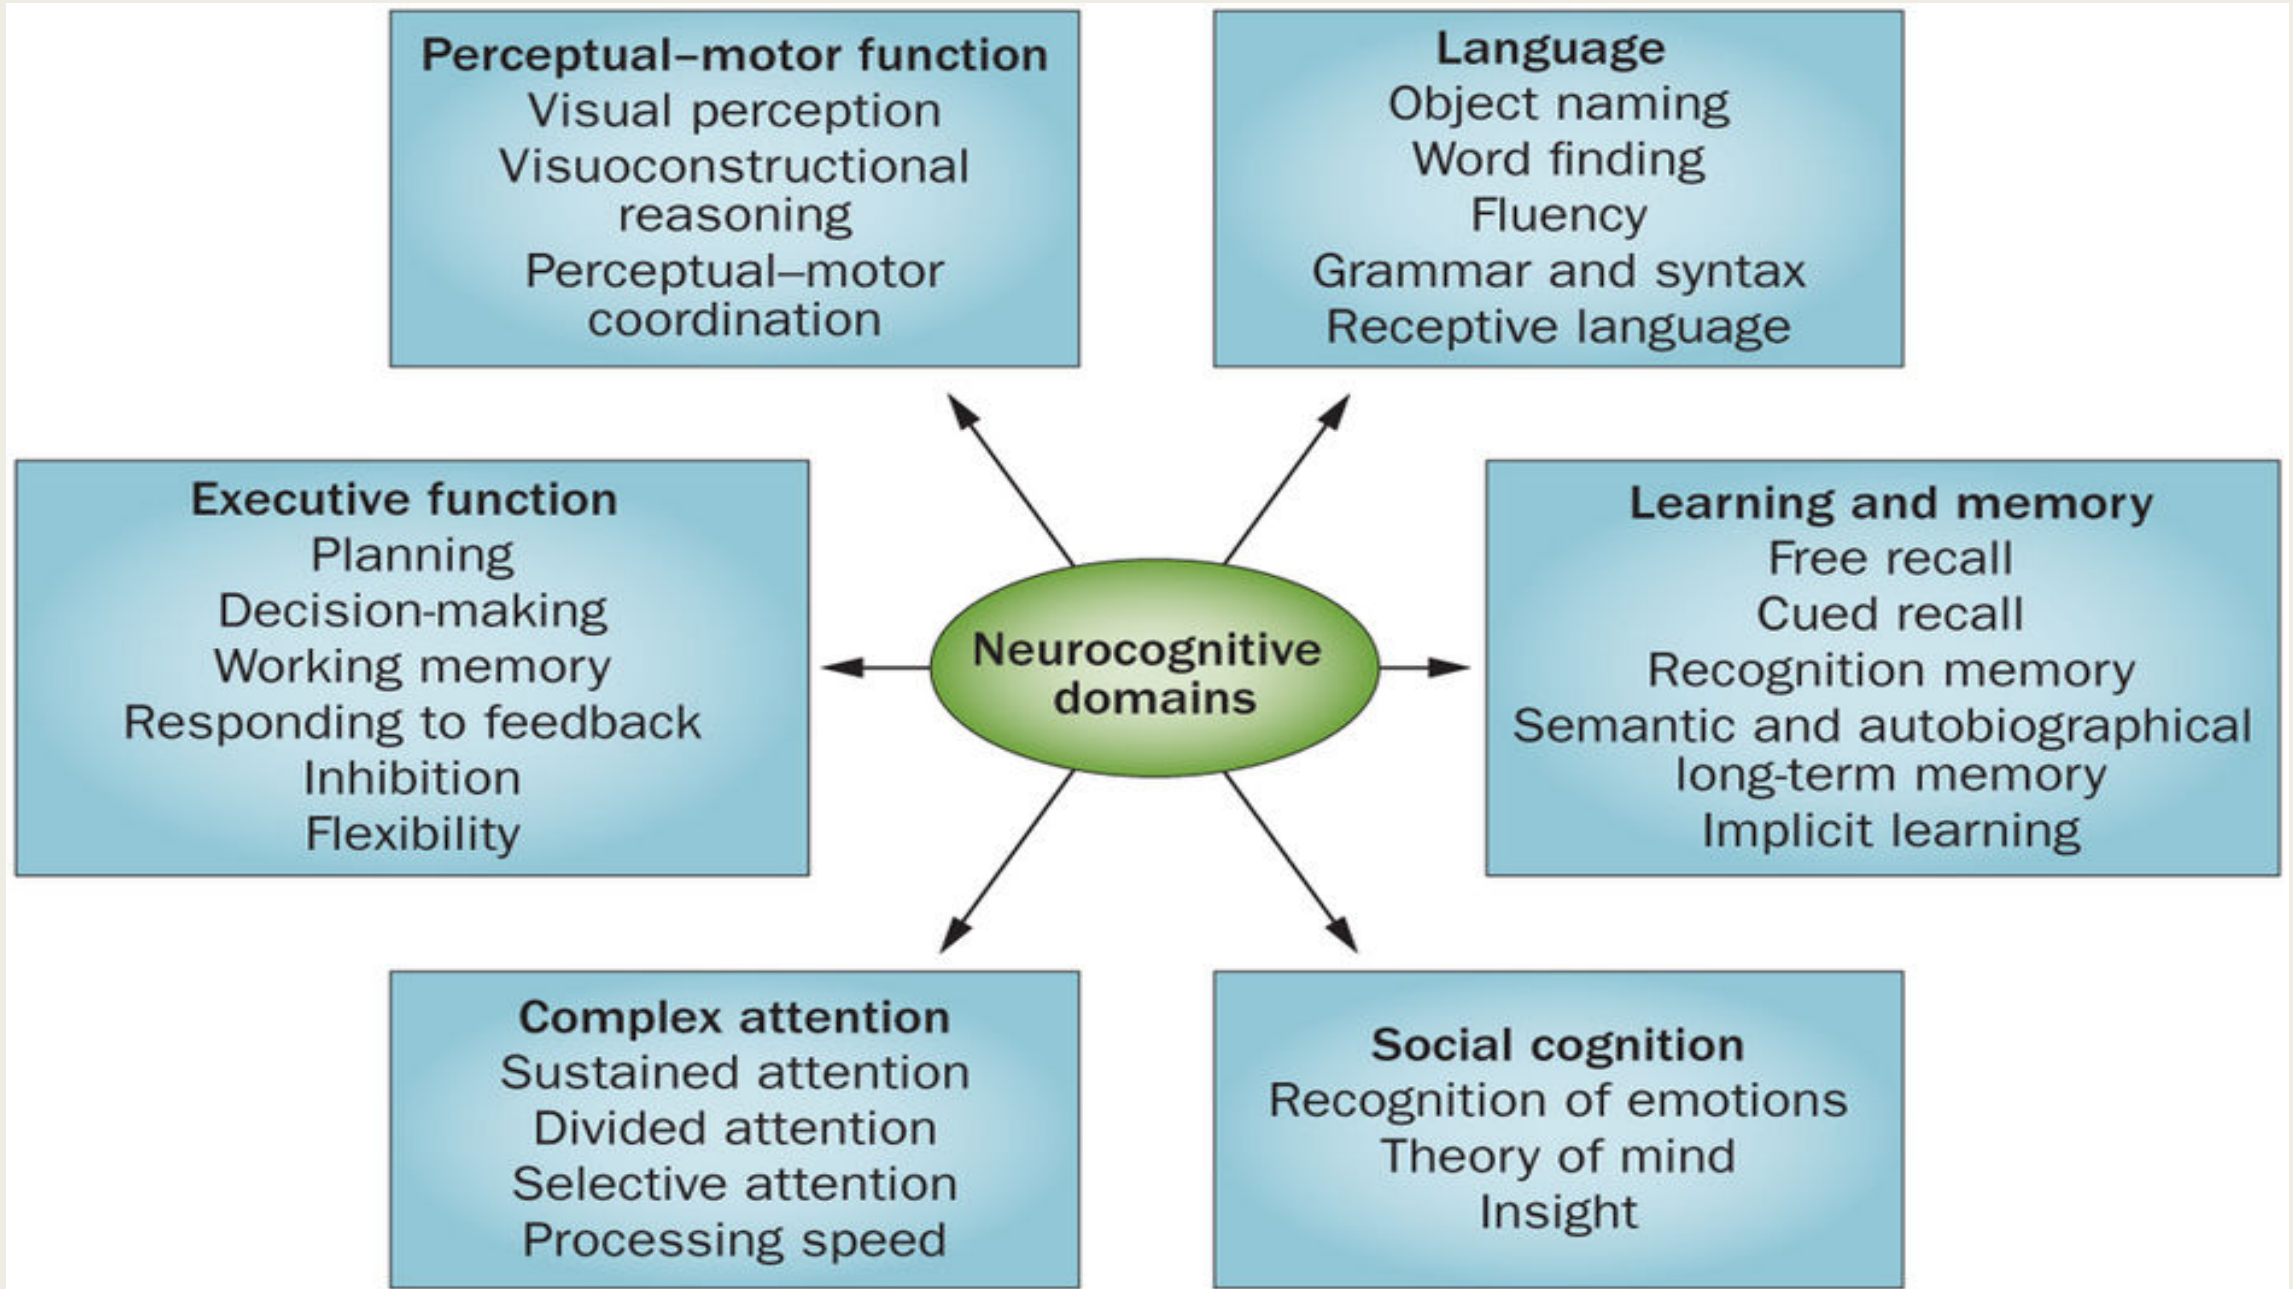 Perceptual–motor function
Visual perception
Visuoconstructional
reasoning
Perceptual–motor
coordination
Language
Object naming
Word finding
Fluency
Grammar and syntax
Receptive language
Executive function
Planning
Decision-making
Working memory
Responding to feedback
Inhibition
Flexibility
Neurocognitive
domains
Learning and memory
Free recall
Cued recall
Recognition memory
Semantic and autobiographical
long-term memory
Implicit learning
Complex attention
Sustained attention
Divided attention
Selective attention
Processing speed
Social cognition
Recognition of emotions
Theory of mind
Insight